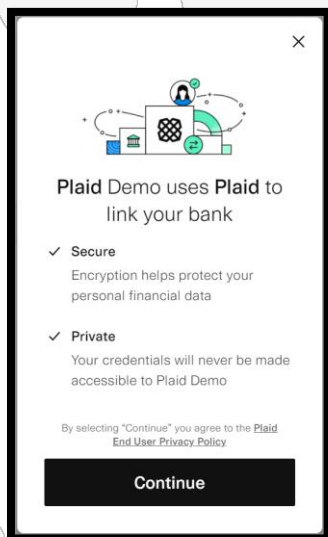 Plaid Demo uses Plaid to
link your bank
Secure
Encryption helps protect your
personal financial data
Private
Your credentials will never be made
accessible to Plaid Demo
By selecting "Continue" you agree to the Plaid
End User Privacy Policy
Continue